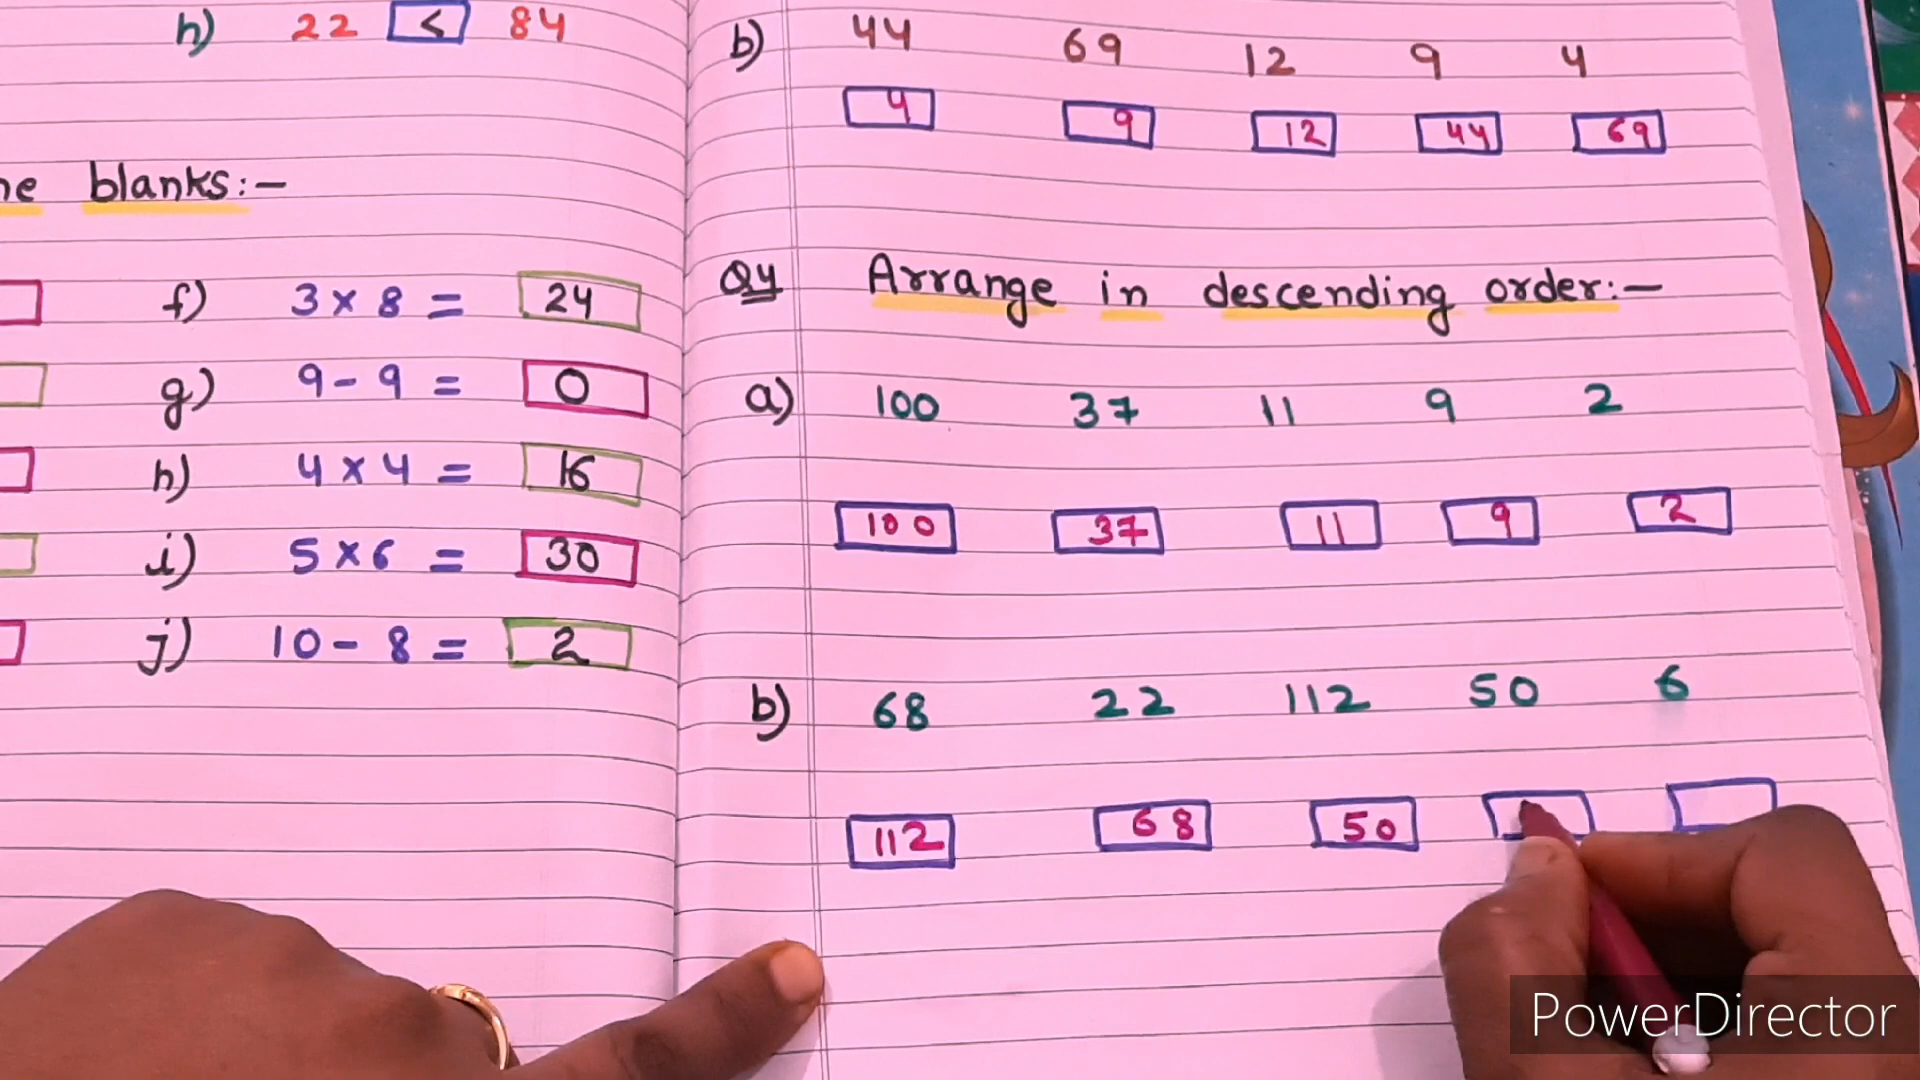 h) 22 < 84
blanks:-
f) 3 × 8 = 24
g) 9 - 9 = 0
h) 4 × 4 = 16
i) 5 × 6 = 30
j) 10 - 8 = 2
b) 44 69 12 9 4
4 9 12 44 69
Q4 Arrange in descending order:-
a) 100 37 11 9 2
100 37 11 9 2
b) 68 22 112 50 6
112 68 50
PowerDirector